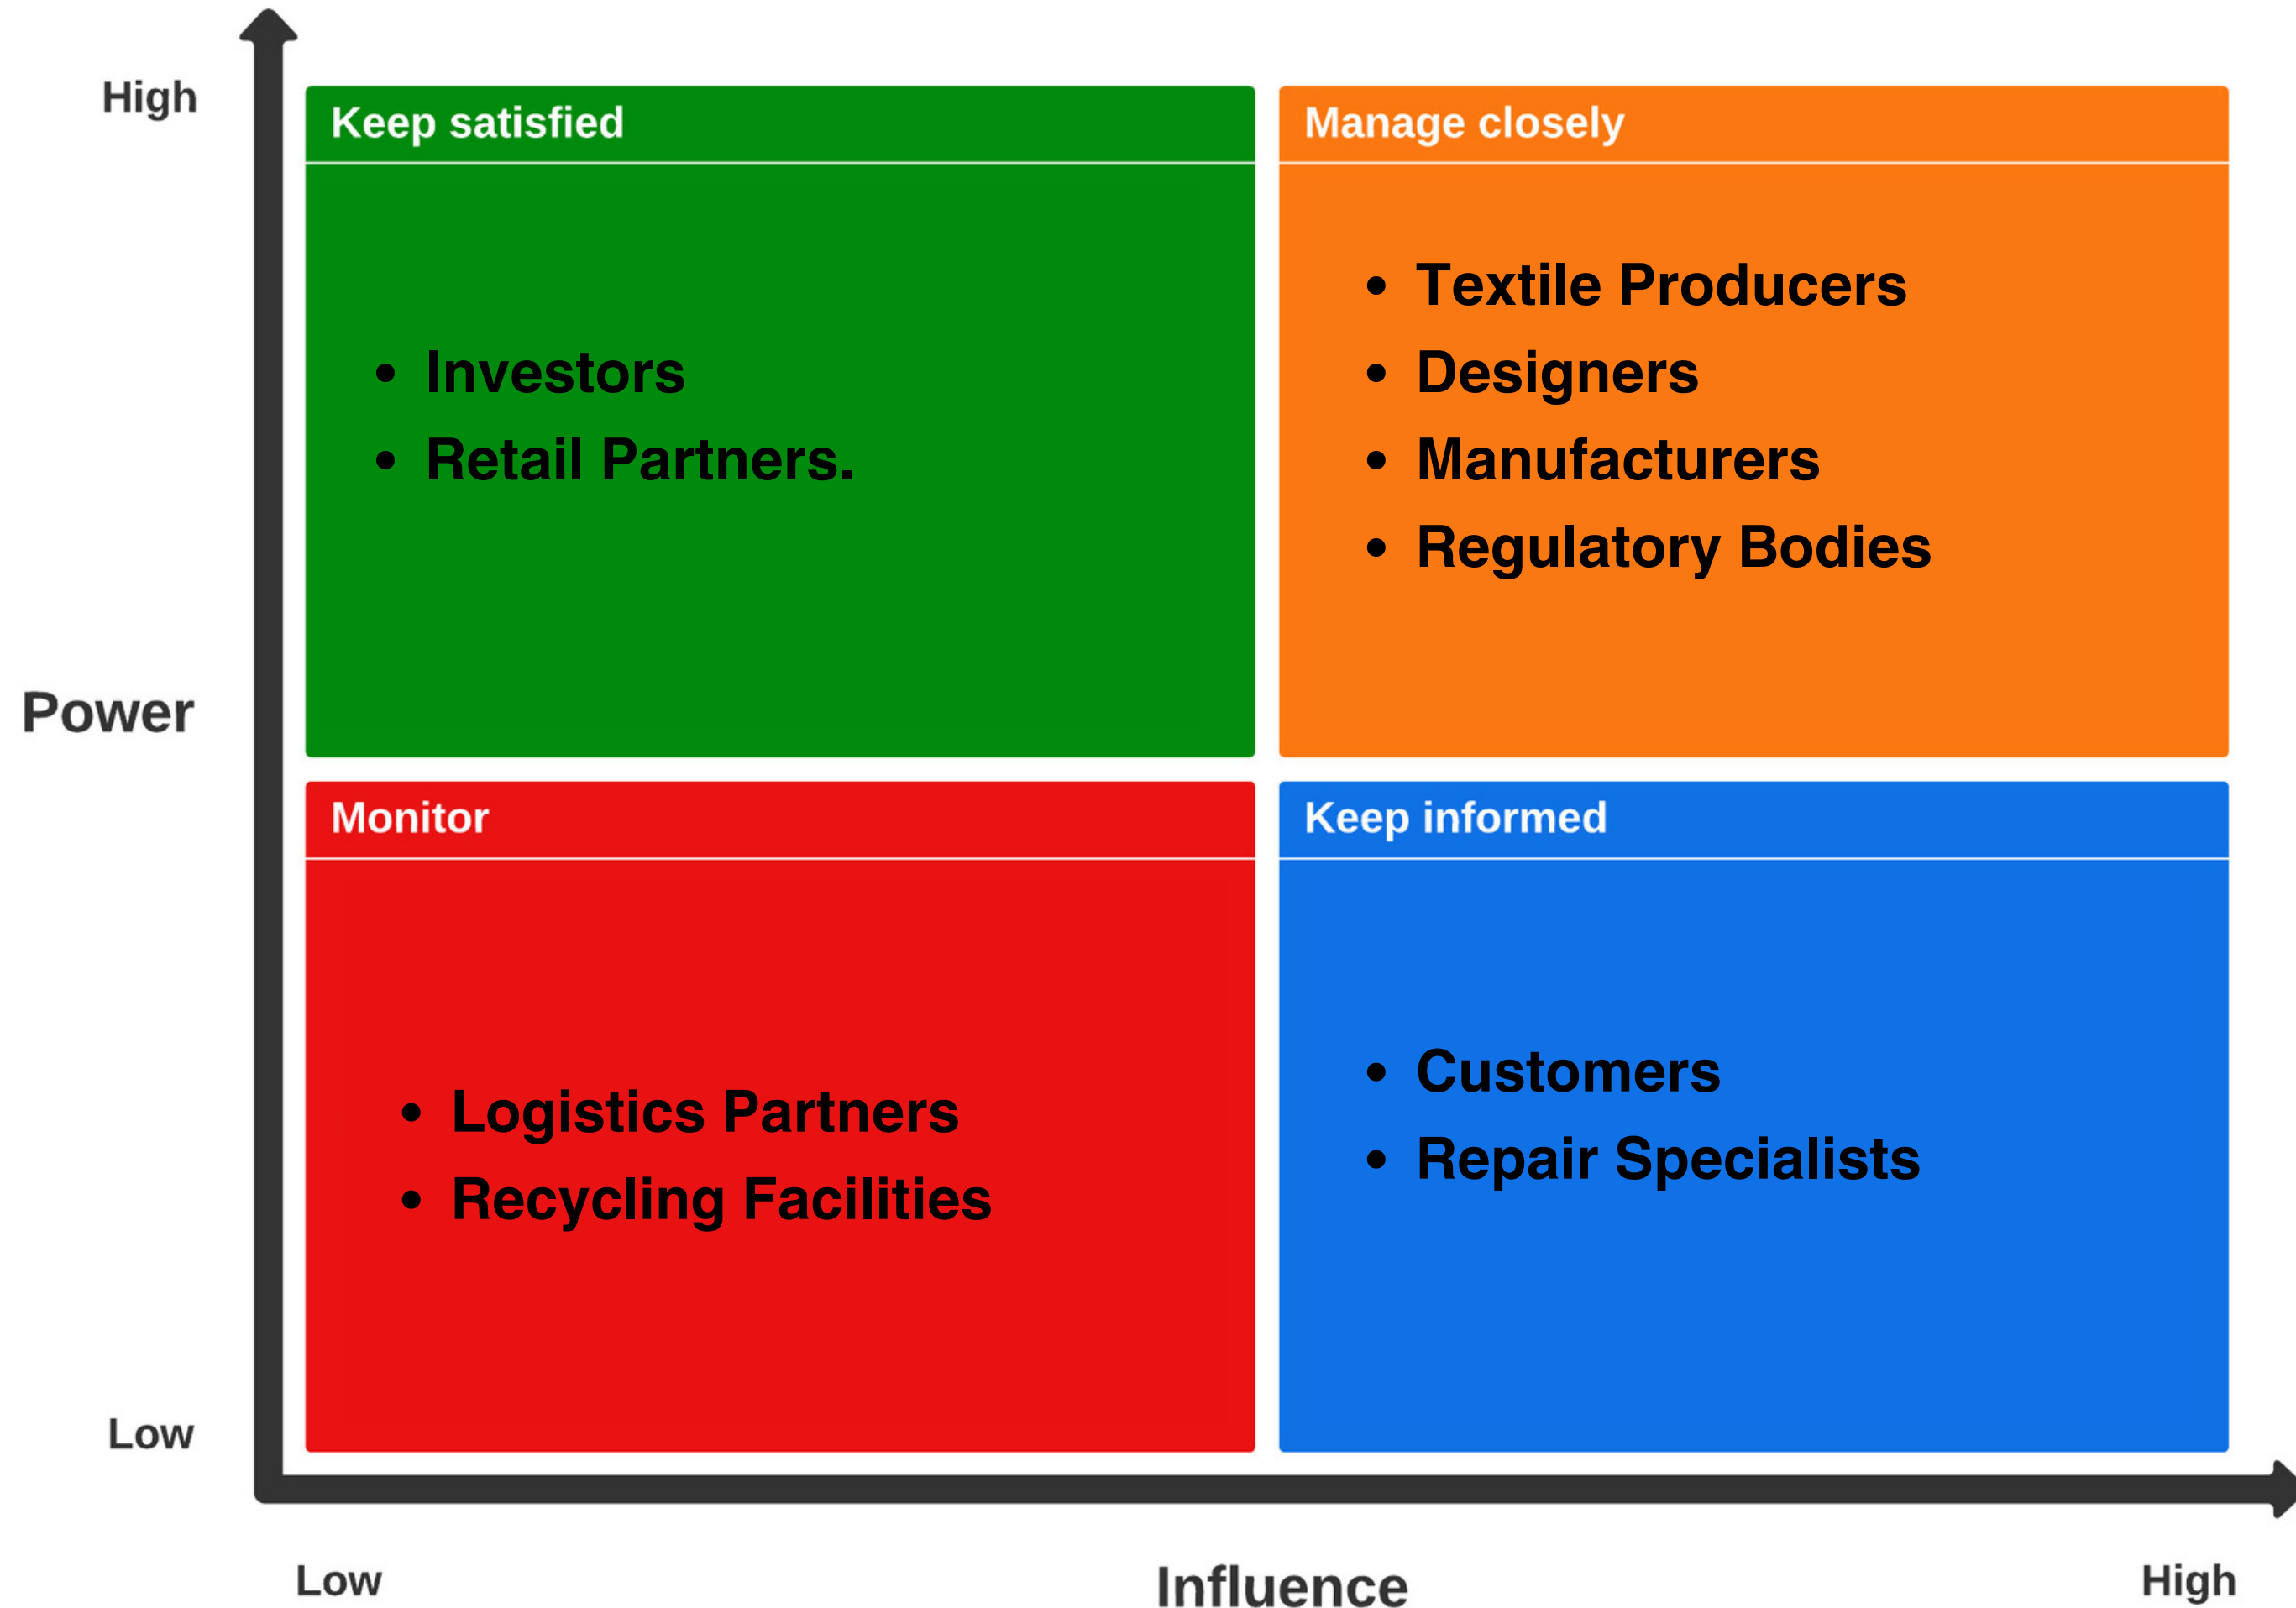 High
Keep satisfied
• Investors
• Retail Partners.
Manage closely
• Textile Producers
• Designers
• Manufacturers
• Regulatory Bodies
Power
Monitor
• Logistics Partners
• Recycling Facilities
Keep informed
• Customers
• Repair Specialists
Low
Low
Influence
High